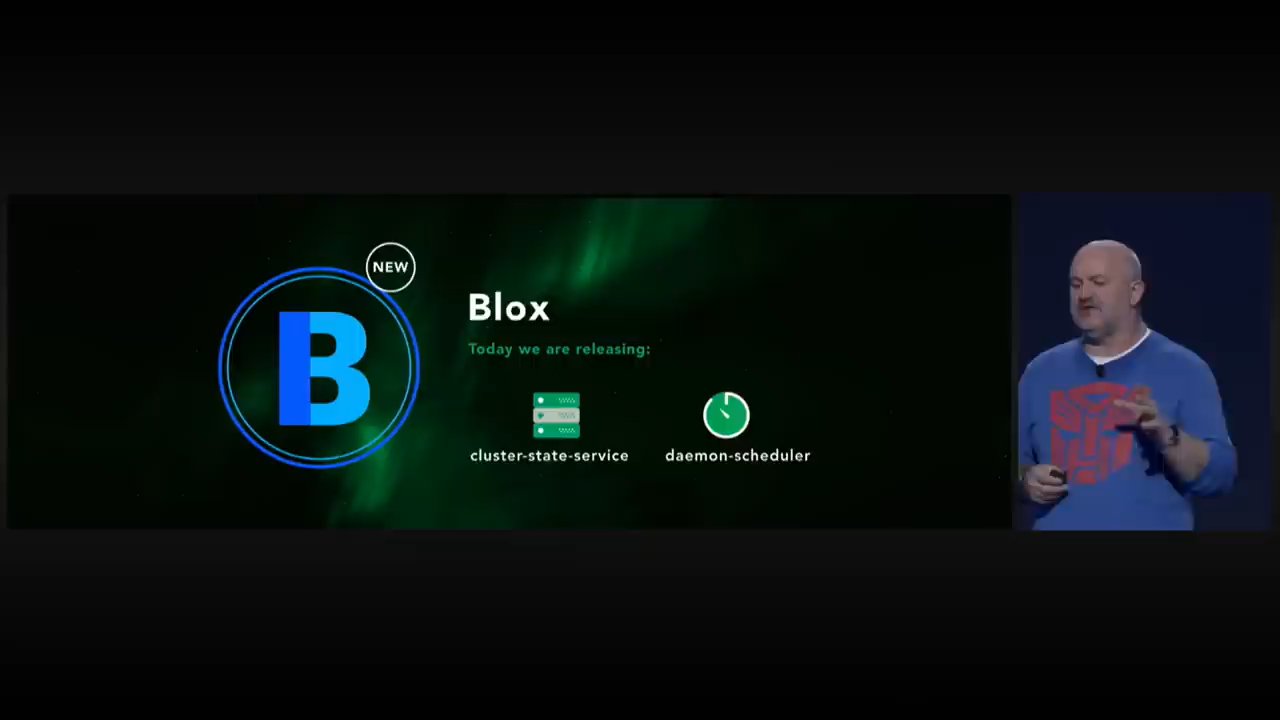 NEW
B
Blox
Today we are releasing:
cluster-state-service
daemon-scheduler